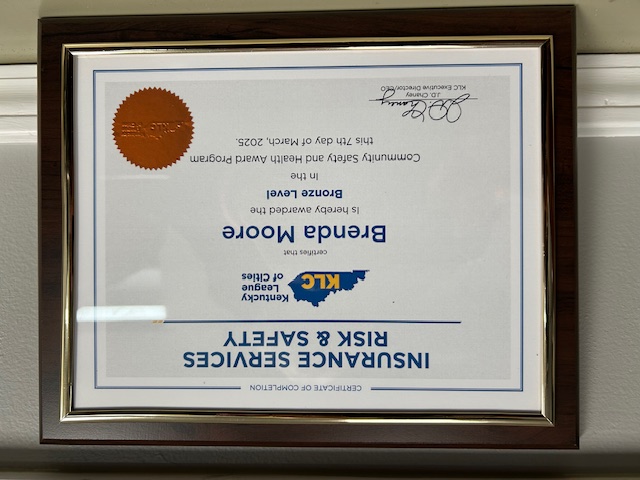 CERTIFICATE OF COMPLETION
INSURANCE SERVICES
RISK & SAFETY
KLC
Kentucky
League
of Cities
certifies that
Brenda Moore
Is hereby awarded the
Bronze Level
In the
Community Safety and Health Award Program
this 7th day of March, 2025.
J.D. Chaney
J.D. Chaney
KLC Executive Director/CEO